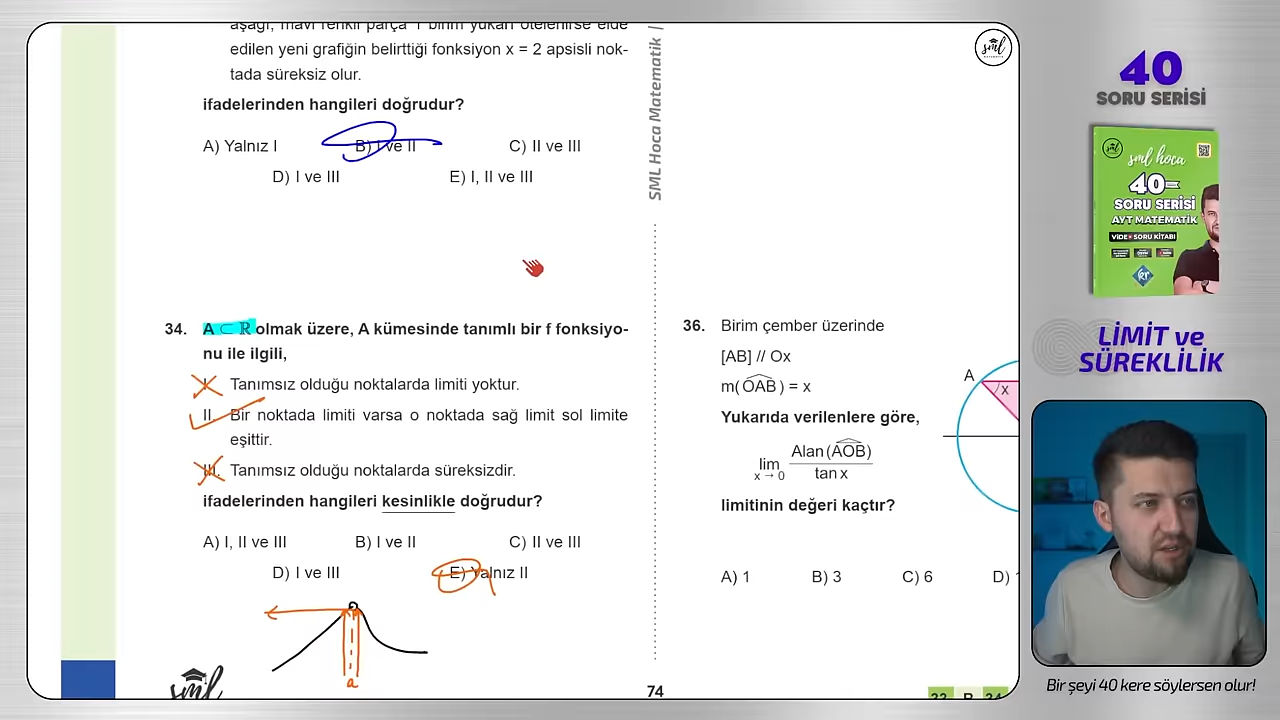 aşağı, mavi renkli parça 1 birim yukarı ötelenirse elde
edilen yeni grafiğin belirttiği fonksiyon x = 2 apsisli nok-
tada süreksiz olur.
ifadelerinden hangileri doğrudur?
A) Yalnız I B) I ve II C) II ve III
D) I ve III E) I, II ve III
34. A ⊂ ℝ olmak üzere, A kümesinde tanımlı bir f fonksiyo-
nu ile ilgili,
I. Tanımsız olduğu noktalarda limiti yoktur.
II. Bir noktada limiti varsa o noktada sağ limit sol limite
eşittir.
III. Tanımsız olduğu noktalarda süreksizdir.
ifadelerinden hangileri kesinlikle doğrudur?
A) I, II ve III B) I ve II C) II ve III
D) I ve III E) Yalnız II
a
sml
SML Hoca Matematik |
74
sml
36. Birim çember üzerinde
[AB] // Ox
m(OAB) = x
Yukarıda verilenlere göre,
lim x → 0 Alan(AOB) / tan x
limitinin değeri kaçtır?
A) 1 B) 3 C) 6 D)
A
x
40
SORU SERİSİ
sml hoca
40
SORU SERİSİ
AYT MATEMATİK
VİDEO SORU KİTABI
LİMİT ve
SÜREKLİLİK
Bir şeyi 40 kere söylersen olur!